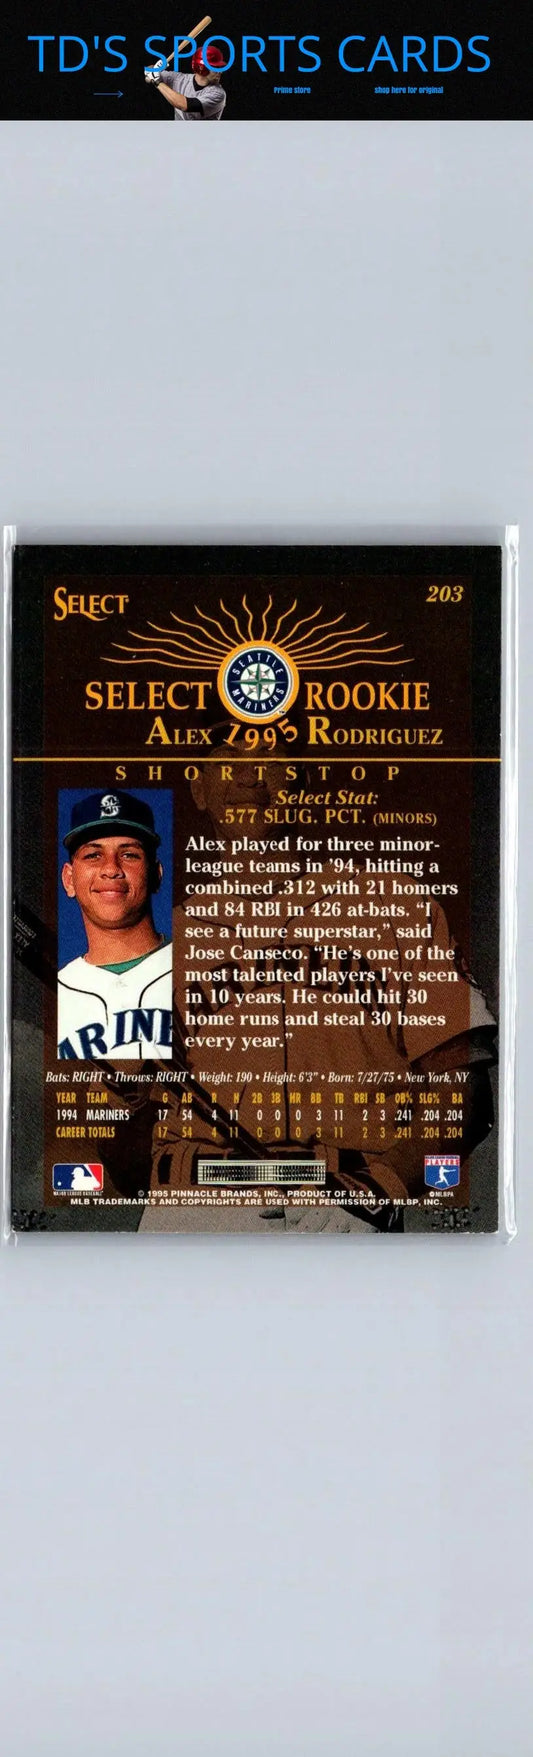 TD'S SPORTS CARDS
Prime store
shop here for original
SELECT
203
SEATTLE
MARINERS
SELECT ROOKIE
1995
ALEX RODRIGUEZ
SHORTSTOP
Select Stat:
.577 SLUG. PCT. (MINORS)
Alex played for three minor-
league teams in '94, hitting a
combined .312 with 21 homers
and 84 RBI in 426 at-bats. “I
see a future superstar,” said
Jose Canseco. “He's one of the
most talented players I've seen
in 10 years. He could hit 30
home runs and steal 30 bases
every year.”
S
ARINE
Bats: RIGHT • Throws: RIGHT • Weight: 190 • Height: 6'3" • Born: 7/27/75 • New York, NY
YEAR TEAM G AB R H 2B 3B HR BB TB RBI SB OB% SLG% BA
1994 MARINERS 17 54 4 11 0 0 0 3 11 2 3 .241 .204 .204
CAREER TOTALS 17 54 4 11 0 0 0 3 11 2 3 .241 .204 .204
MAJOR LEAGUE BASEBALL
PLAYERS
© MLBPA
© 1995 PINNACLE BRANDS, INC., PRODUCT OF U.S.A.
MLB TRADEMARKS AND COPYRIGHTS ARE USED WITH PERMISSION OF MLBP, INC.